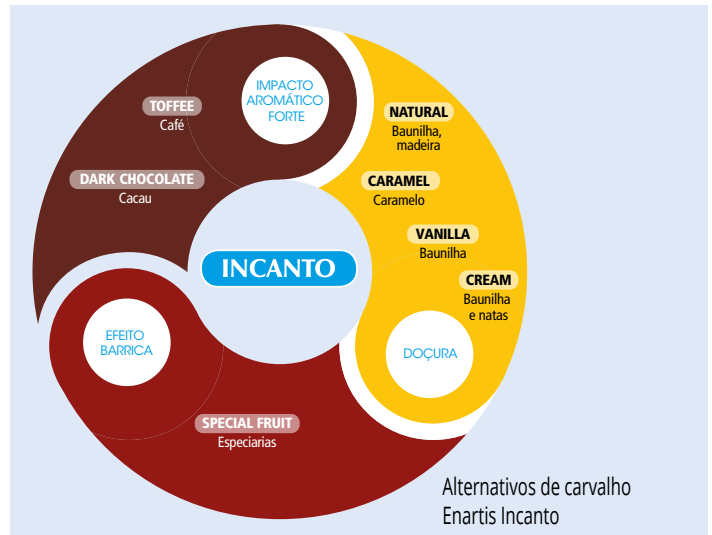 IMPACTO
AROMÁTICO
FORTE
TOFFEE
Café
DARK CHOCOLATE
Cacau
NATURAL
Baunilha,
madeira
CARAMEL
Caramelo
VANILLA
Baunilha
CREAM
Baunilha
e natas
INCANTO
EFEITO
BARRICA
DOÇURA
SPECIAL FRUIT
Especiarias
Alternativos de carvalho
Enartis Incanto